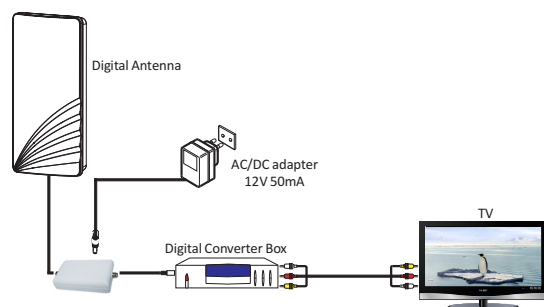 Digital Antenna
AC/DC adapter
12V 50mA
TV
Digital Converter Box